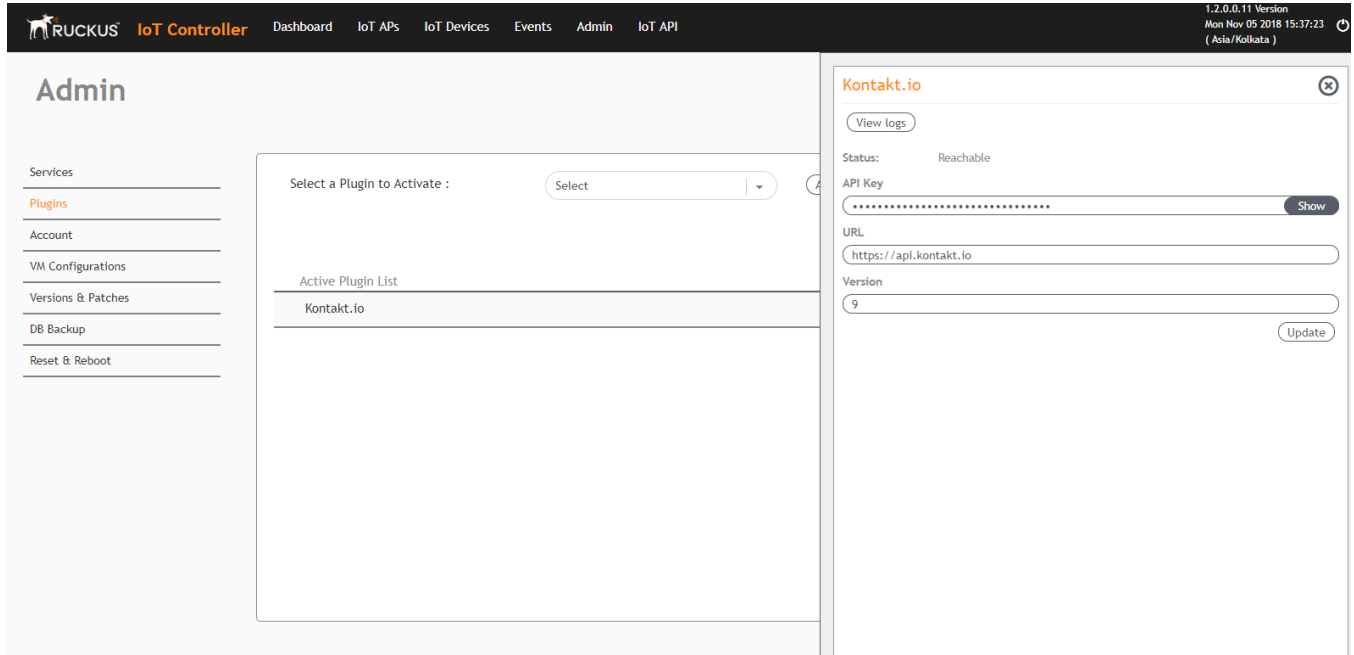 RUCKUS IoT Controller Dashboard IoT APs IoT Devices Events Admin IoT API
1.2.0.0.11 Version
Mon Nov 05 2018 15:37:23
( Asia/Kolkata )
Admin
Services
Plugins
Account
VM Configurations
Versions & Patches
DB Backup
Reset & Reboot
Select a Plugin to Activate : Select
Active Plugin List
Kontakt.io
Kontakt.io
View logs
Status: Reachable
API Key
•••••••••••••••••••••••••••••••• Show
URL
https://api.kontakt.io
Version
9
Update